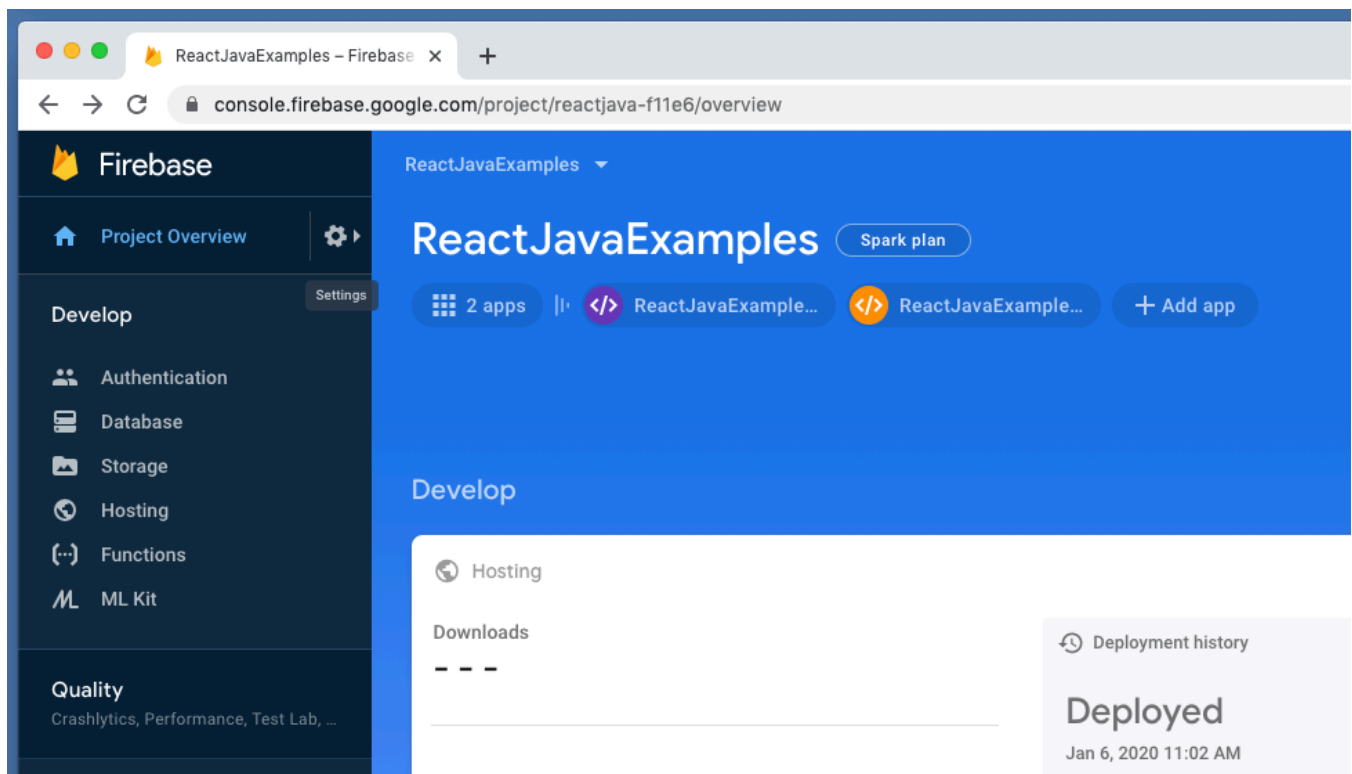 ReactJavaExamples – Firebase
console.firebase.google.com/project/reactjava-f11e6/overview
Firebase
Project Overview
Settings
Develop
Authentication
Database
Storage
Hosting
Functions
ML Kit
Quality
Crashlytics, Performance, Test Lab, ...
ReactJavaExamples
ReactJavaExamples Spark plan
2 apps ReactJavaExample... ReactJavaExample... + Add app
Develop
Hosting
Downloads
- - -
Deployment history
Deployed
Jan 6, 2020 11:02 AM